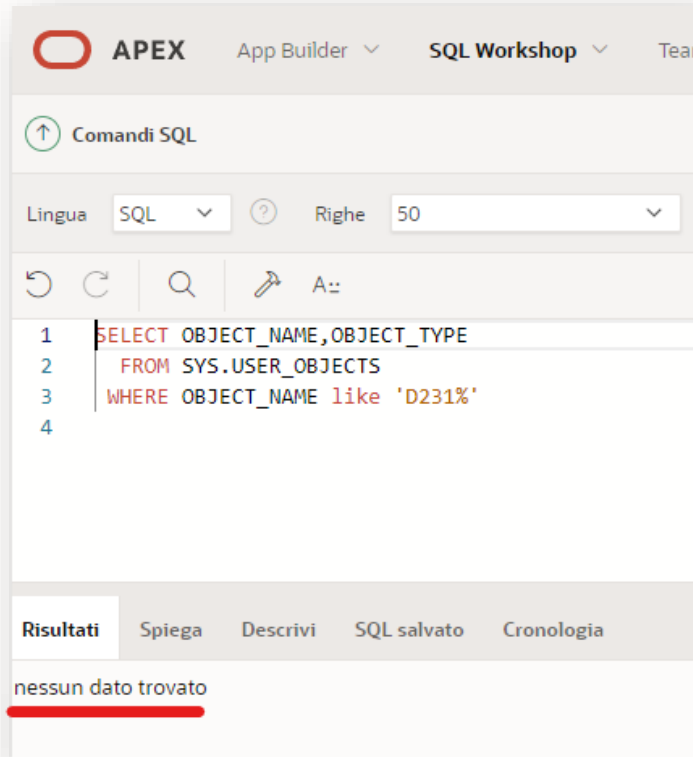 APEX App Builder SQL Workshop Tear
Comandi SQL
Lingua SQL ? Righe 50
A::
1 SELECT OBJECT_NAME,OBJECT_TYPE
2 FROM SYS.USER_OBJECTS
3 WHERE OBJECT_NAME like 'D231%'
4
Risultati Spiega Descrivi SQL salvato Cronologia
nessun dato trovato